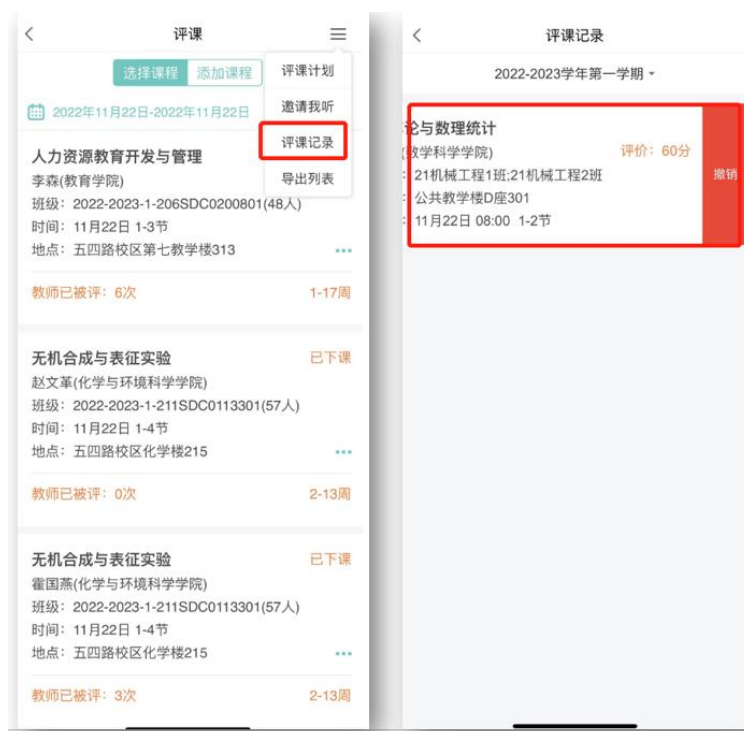 评课
选择课程 添加课程
2022年11月22日-2022年11月22日
评课计划
邀请我听
评课记录
导出列表
人力资源教育开发与管理
李森(教育学院)
班级：2022-2023-1-206SDC0200801(48人)
时间：11月22日 1-3节
地点：五四路校区第七教学楼313
教师已被评：6次 1-17周
无机合成与表征实验 已下课
赵文革(化学与环境科学学院)
班级：2022-2023-1-211SDC0113301(57人)
时间：11月22日 1-4节
地点：五四路校区化学楼215
教师已被评：0次 2-13周
无机合成与表征实验 已下课
霍国燕(化学与环境科学学院)
班级：2022-2023-1-211SDC0113301(57人)
时间：11月22日 1-4节
地点：五四路校区化学楼215
教师已被评：3次 2-13周
评课记录
2022-2023学年第一学期
论与数理统计
(数学科学学院) 评价：60分
：21机械工程1班;21机械工程2班
：公共教学楼D座301
：11月22日 08:00 1-2节
撤销